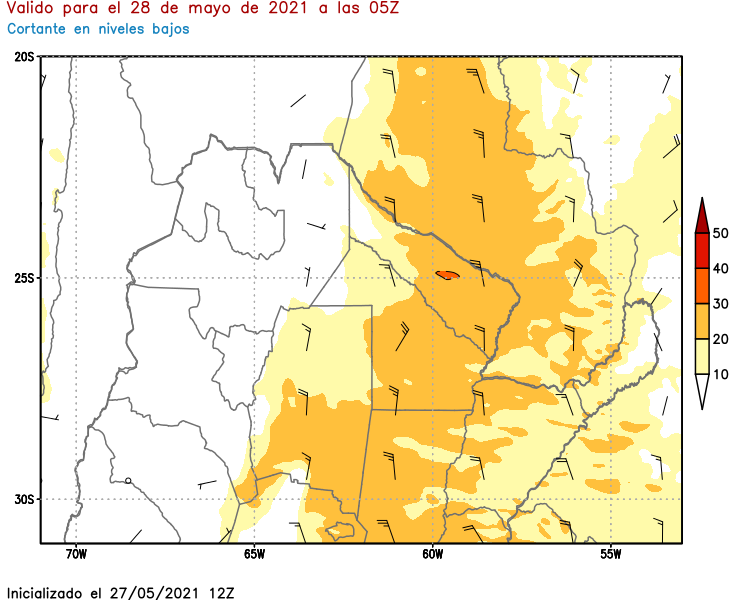 Valido para el 28 de mayo de 2021 a las 05Z
Cortante en niveles bajos
20S
25S
30S
70W
65W
60W
55W
50
40
30
20
10
Inicializado el 27/05/2021 12Z